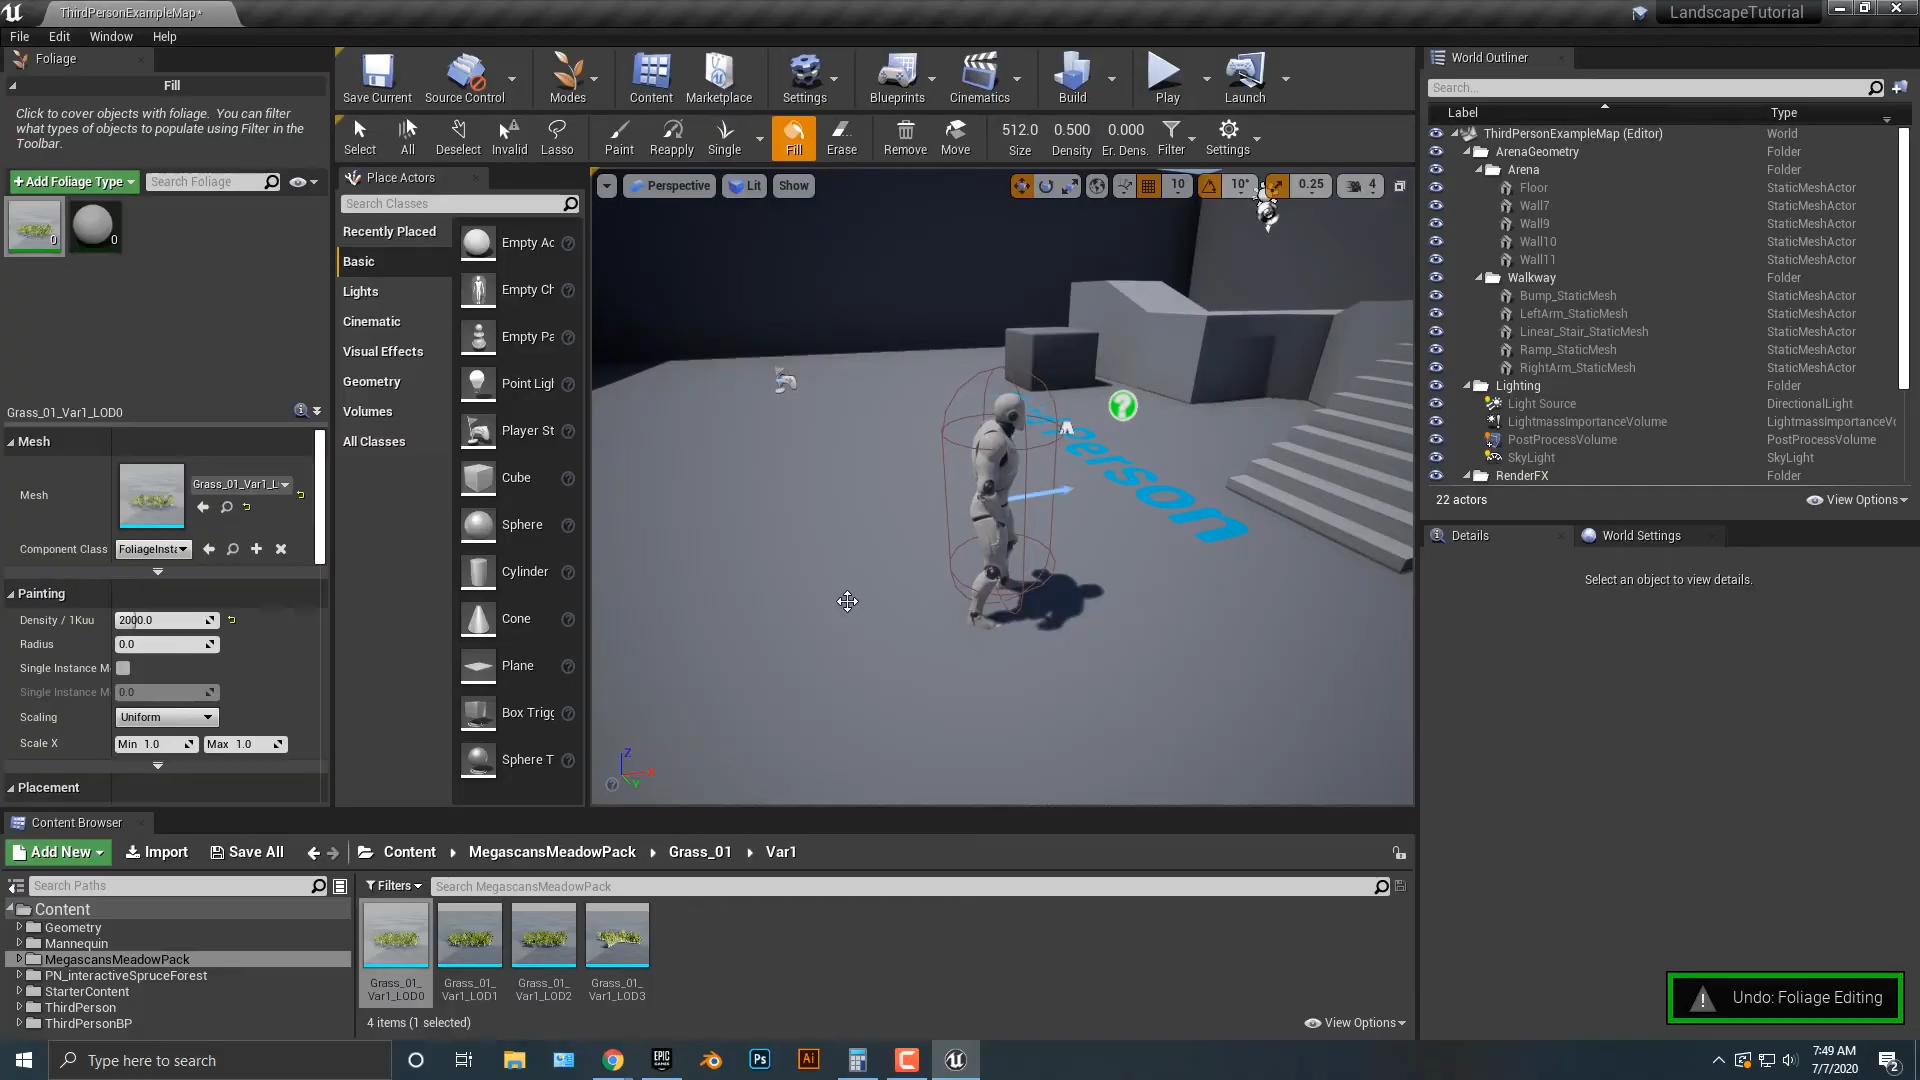 ThirdPersonExampleMap*
LandscapeTutorial
File
Edit
Window
Help
Foliage
Fill
Click to cover objects with foliage. You can filter
what types of objects to populate using Filter in the
Toolbar.
+Add Foliage Type
Search Foliage
0
0
Grass_01_Var1_LOD0
Mesh
Mesh
Grass_01_Var1_L
Component Class
FoliageInsta
Painting
Density / 1Kuu
2000.0
Radius
0.0
Single Instance M
Single Instance M
0.0
Scaling
Uniform
Scale X
Min 1.0
Max 1.0
Placement
Save Current
Source Control
Modes
Content
Marketplace
Settings
Blueprints
Cinematics
Build
Play
Launch
Select
All
Deselect
Invalid
Lasso
Paint
Reapply
Single
Fill
Erase
Remove
Move
512.0
Size
0.500
Density
0.000
Er. Dens.
Filter
Settings
Place Actors
Search Classes
Recently Placed
Basic
Lights
Cinematic
Visual Effects
Geometry
Volumes
All Classes
Empty Ac
Empty Ch
Empty Pa
Point Ligh
Player St
Cube
Sphere
Cylinder
Cone
Plane
Box Trigg
Sphere T
Perspective
Lit
Show
10
10°
0.25
4
Person
Z
X
Y
World Outliner
Search...
Label
Type
ThirdPersonExampleMap (Editor)
World
ArenaGeometry
Folder
Arena
Folder
Floor
StaticMeshActor
Wall7
StaticMeshActor
Wall9
StaticMeshActor
Wall10
StaticMeshActor
Wall11
StaticMeshActor
Walkway
Folder
Bump_StaticMesh
StaticMeshActor
LeftArm_StaticMesh
StaticMeshActor
Linear_Stair_StaticMesh
StaticMeshActor
Ramp_StaticMesh
StaticMeshActor
RightArm_StaticMesh
StaticMeshActor
Lighting
Folder
Light Source
DirectionalLight
LightmassImportanceVolume
LightmassImportanceVo
PostProcessVolume
PostProcessVolume
SkyLight
SkyLight
RenderFX
Folder
22 actors
View Options
Details
World Settings
Select an object to view details.
Content Browser
Add New
Import
Save All
Content
MegascansMeadowPack
Grass_01
Var1
Search Paths
Filters
Search MegascansMeadowPack
Content
Geometry
Mannequin
MegascansMeadowPack
PN_interactiveSpruceForest
StarterContent
ThirdPerson
ThirdPersonBP
Grass_01_
Var1_LOD0
Grass_01_
Var1_LOD1
Grass_01_
Var1_LOD2
Grass_01_
Var1_LOD3
4 items (1 selected)
View Options
Undo: Foliage Editing
Type here to search
EPIC
GAMES
Ps
Ai
7:49 AM
7/7/2020
2